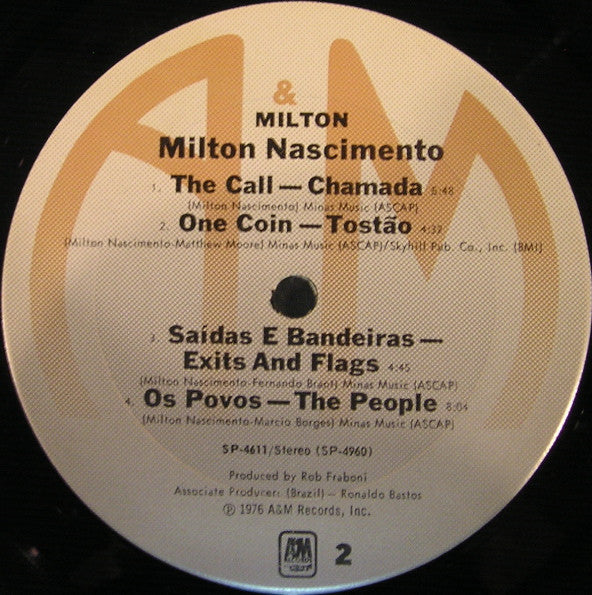 A&M
MILTON
Milton Nascimento
1. The Call — Chamada 6:48
(Milton Nascimento) Minas Music (ASCAP)
2. One Coin — Tostão 4:37
(Milton Nascimento-Matthew Moore) Minas Music (ASCAP)/Skyhill Pub. Co., Inc. (BMI)
3. Saídas E Bandeiras —
Exits And Flags 4:45
(Milton Nascimento-Fernando Brant) Minas Music (ASCAP)
4. Os Povos — The People 8:04
(Milton Nascimento-Marcio Borges) Minas Music (ASCAP)
SP-4611/Stereo (SP-4960)
Produced by Rob Fraboni
Associate Producer: (Brazil) — Ronaldo Bastos
℗ 1976 A&M Records, Inc.
A&M 2